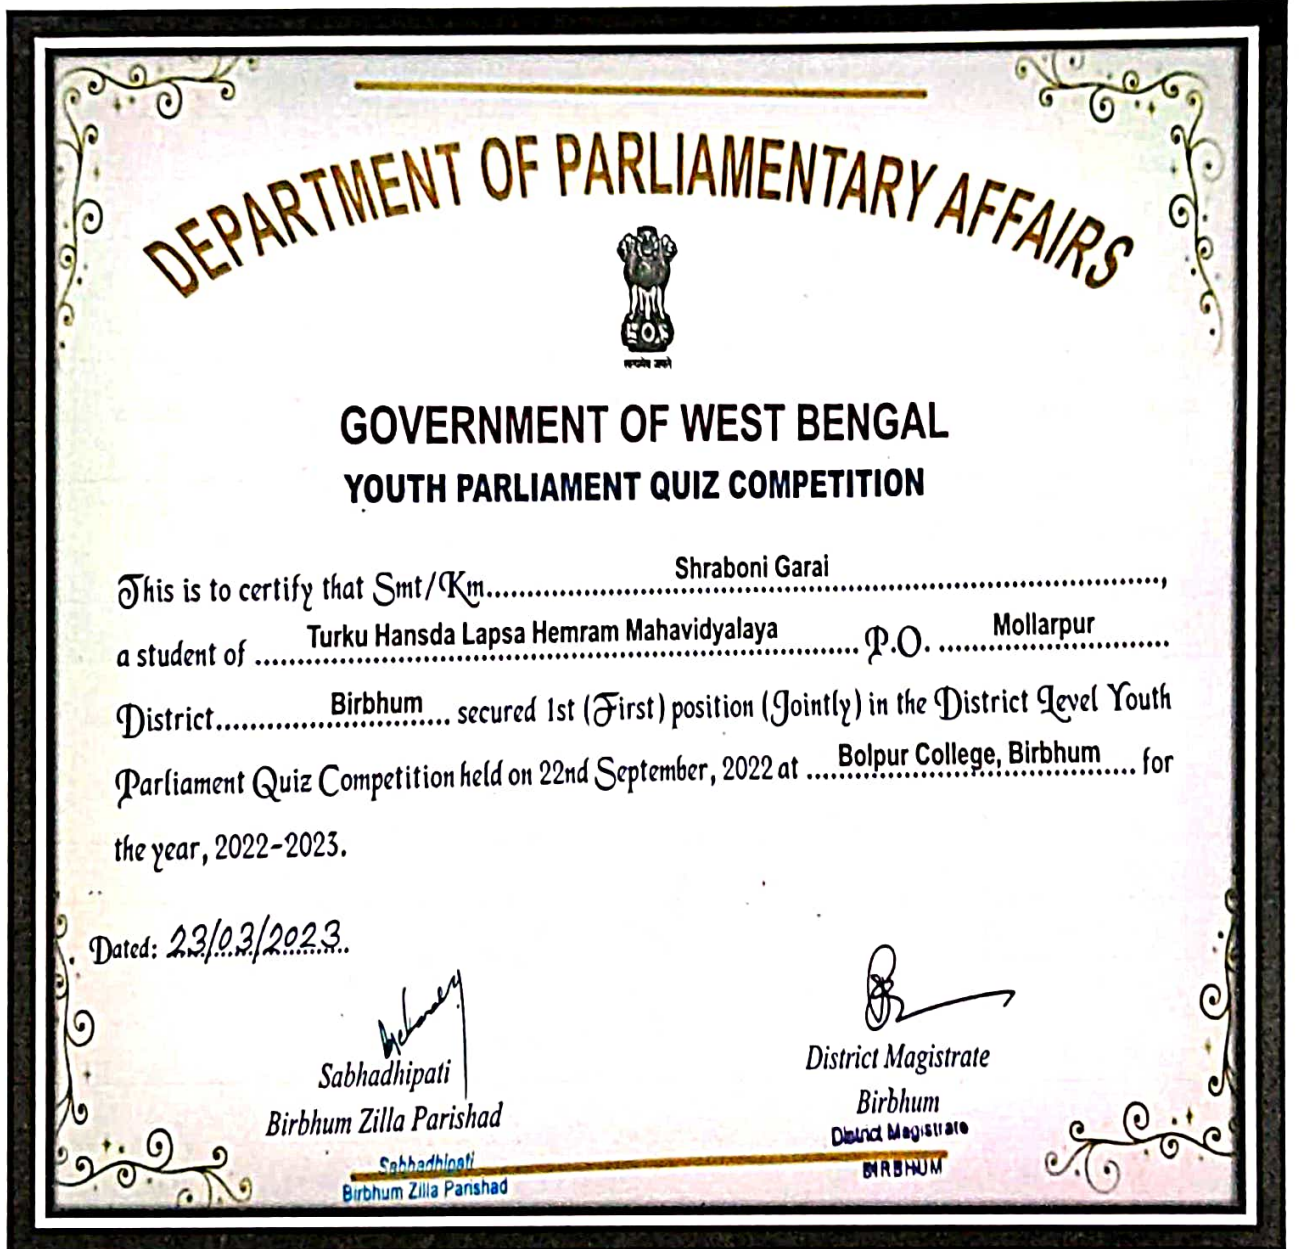 DEPARTMENT OF PARLIAMENTARY AFFAIRS
सत्यमेव जयते
GOVERNMENT OF WEST BENGAL
YOUTH PARLIAMENT QUIZ COMPETITION
This is to certify that Smt/Km. Shraboni Garai,
a student of Turku Hansda Lapsa Hemram Mahavidyalaya P.O. Mollarpur
District Birbhum secured 1st (First) position (Jointly) in the District Level Youth
Parliament Quiz Competition held on 22nd September, 2022 at Bolpur College, Birbhum for
the year, 2022-2023.
Dated: 23/03/2023
Sabhadhipati
Birbhum Zilla Parishad
Sabhadhipati
Birbhum Zilla Parishad
District Magistrate
Birbhum
District Magistrate
BIRBHUM